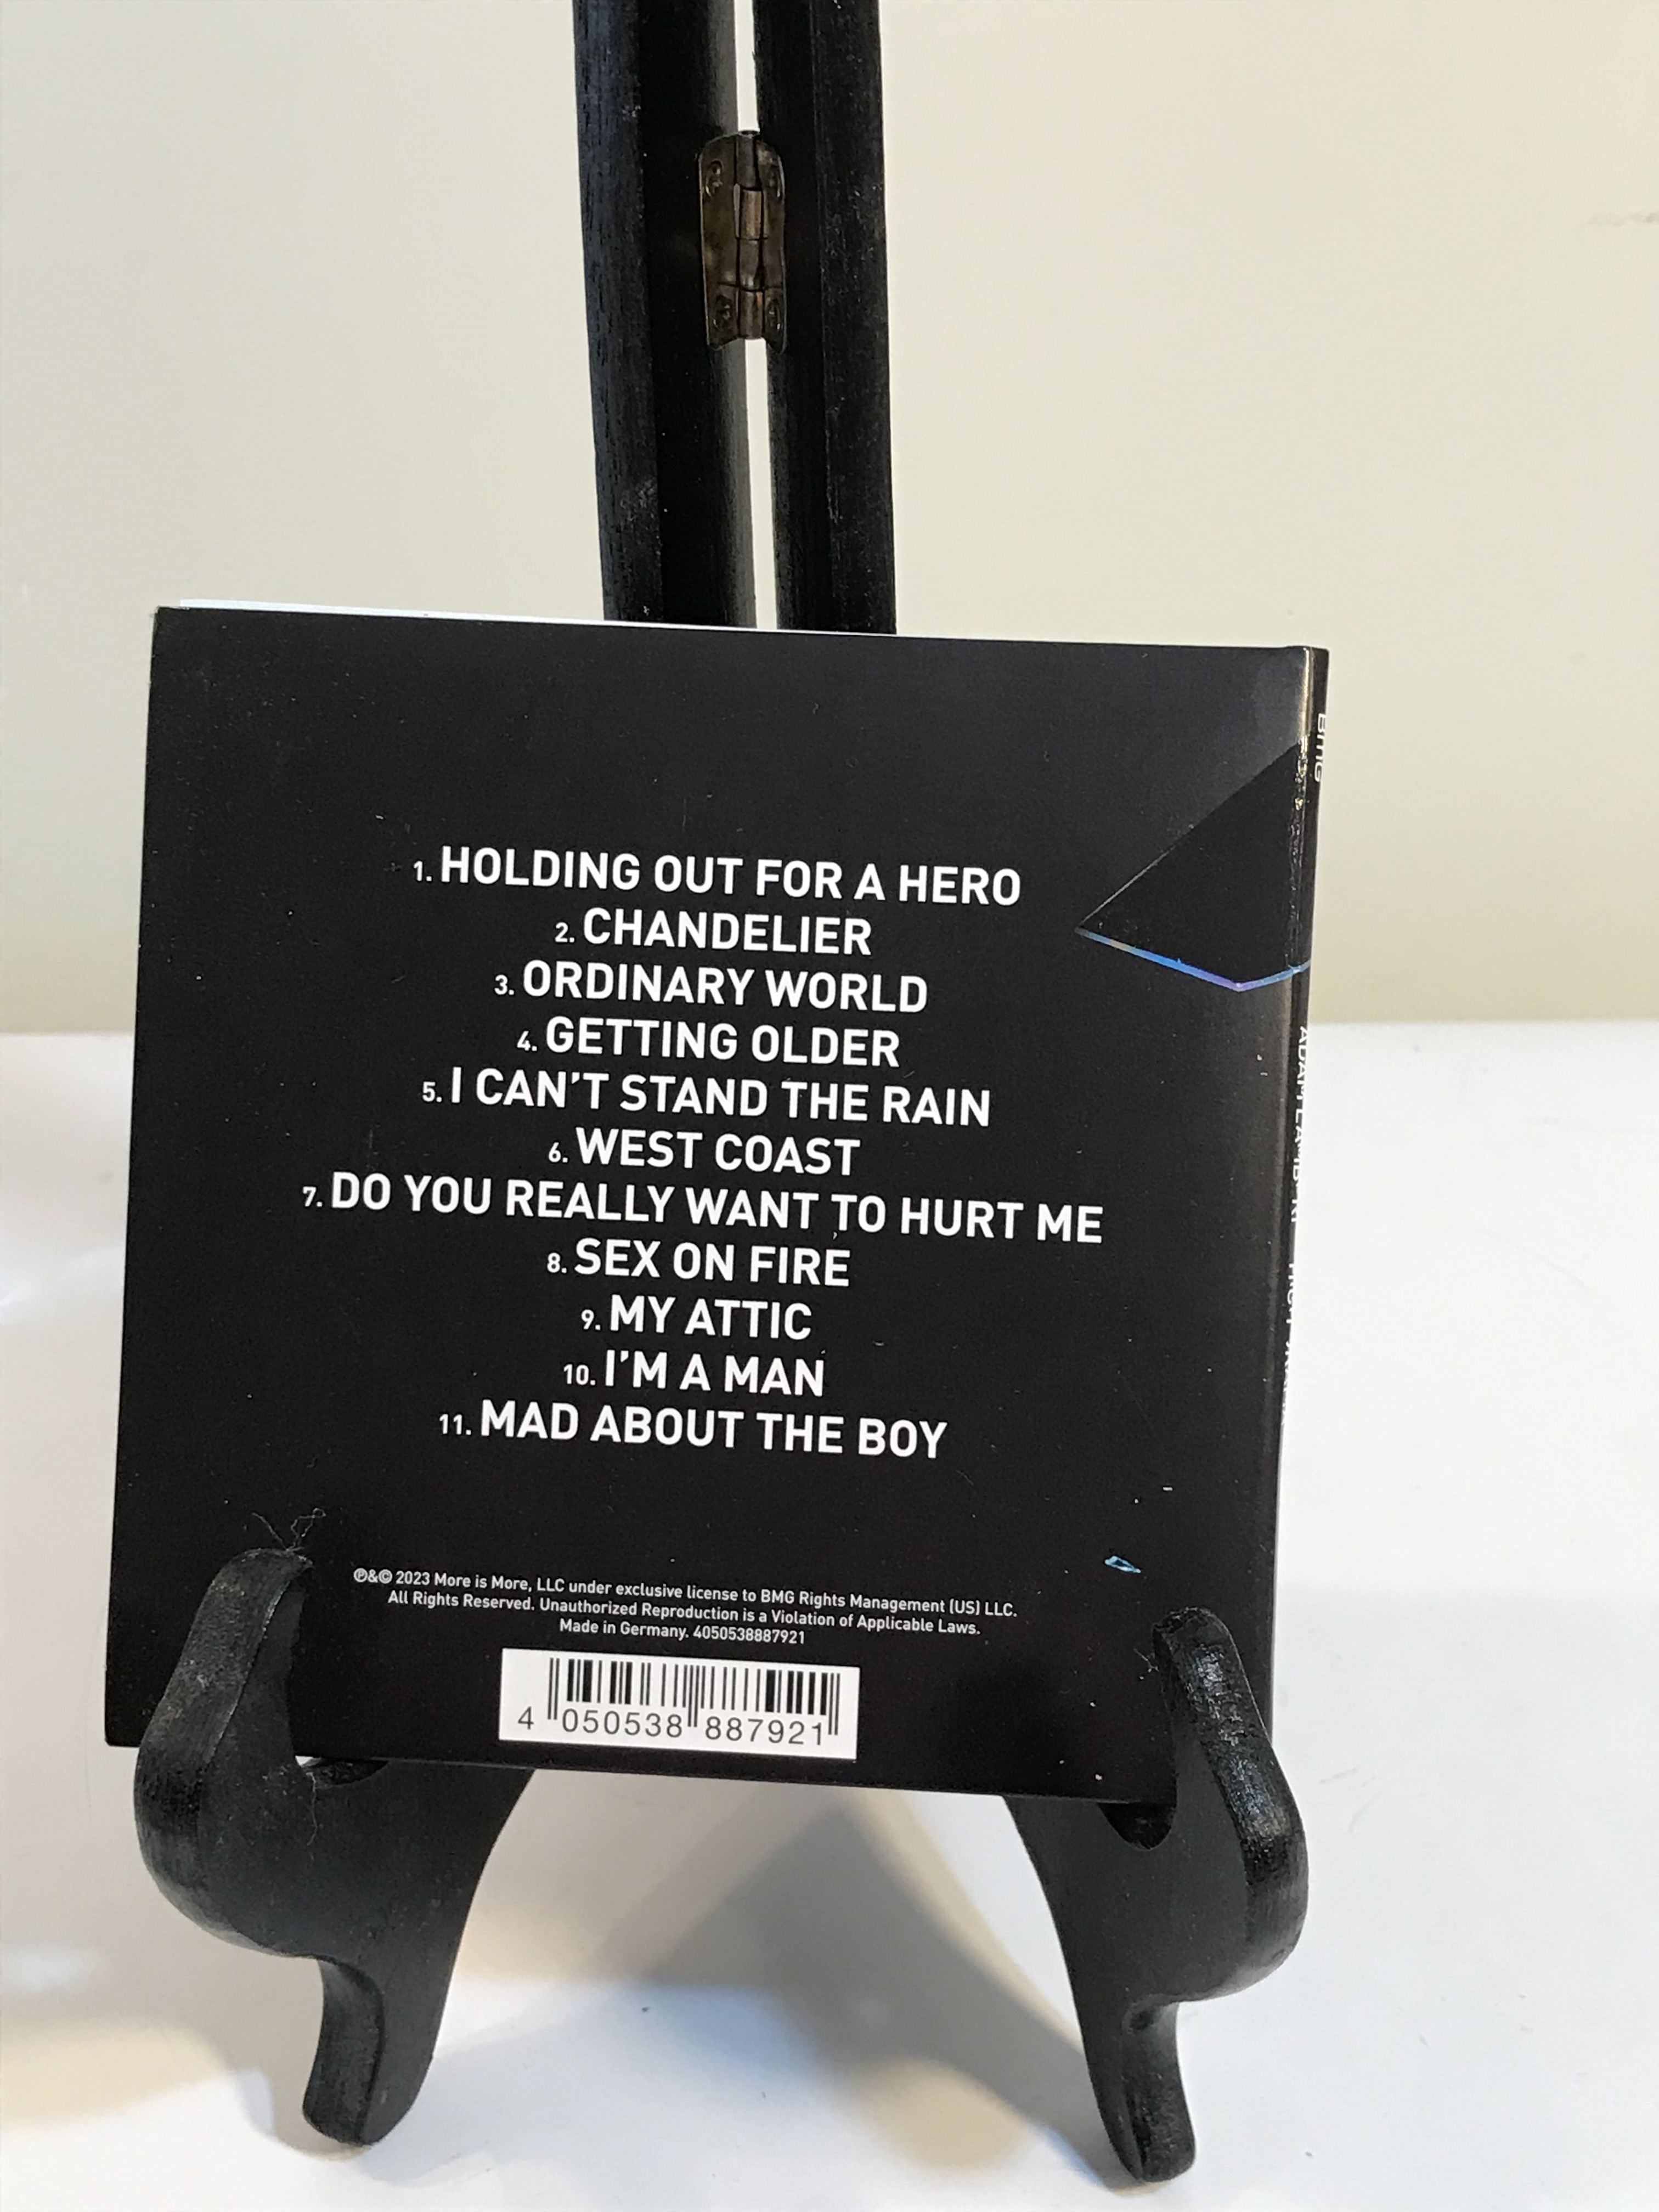 1. HOLDING OUT FOR A HERO
2. CHANDELIER
3. ORDINARY WORLD
4. GETTING OLDER
5. I CAN'T STAND THE RAIN
6. WEST COAST
7. DO YOU REALLY WANT TO HURT ME
8. SEX ON FIRE
9. MY ATTIC
10. I'M A MAN
11. MAD ABOUT THE BOY
℗&© 2023 More is More, LLC under exclusive license to BMG Rights Management (US) LLC.
All Rights Reserved. Unauthorized Reproduction is a Violation of Applicable Laws.
Made in Germany. 4050538887921
4 050538 887921
BMG